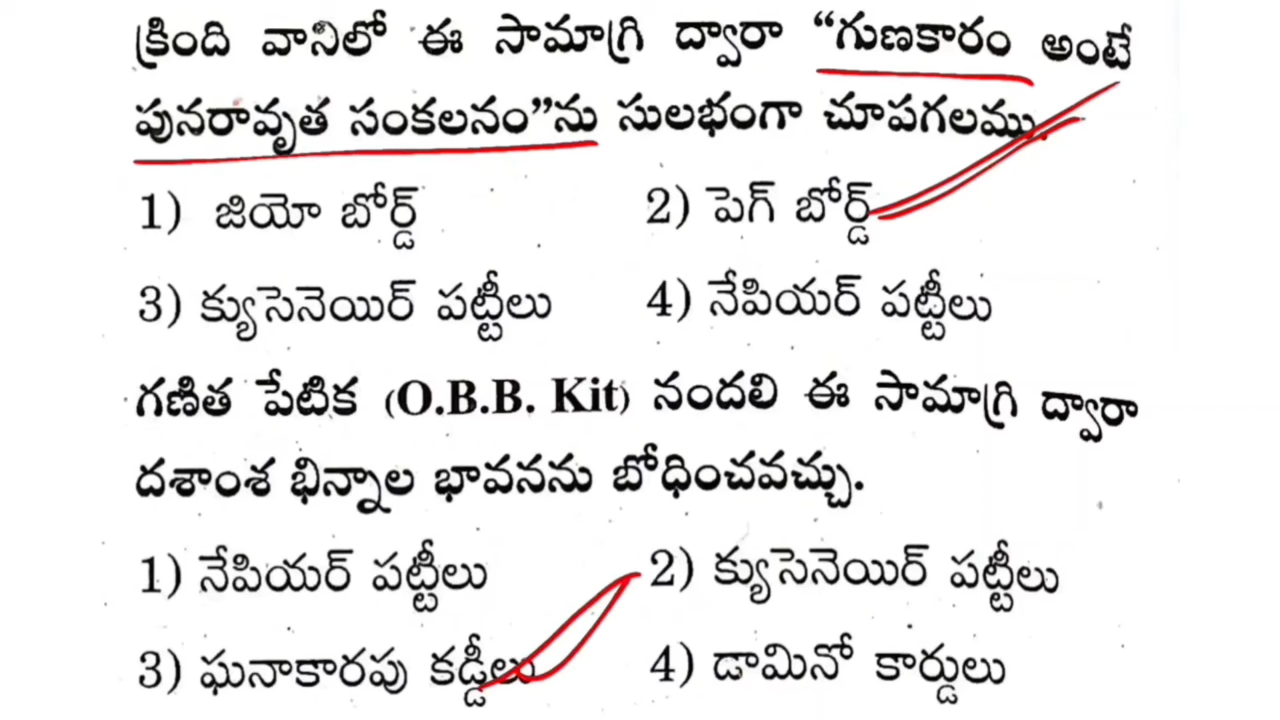 క్రింది వానిలో ఈ సామాగ్రి ద్వారా “గుణకారం అంటే
పునరావృత సంకలనం”ను సులభంగా చూపగలము.
1) జియో బోర్డ్ 2) పెగ్ బోర్డ్
3) క్యుసెనెయిర్ పట్టీలు 4) నేపియర్ పట్టీలు
గణిత పేటిక (O.B.B. Kit) నందలి ఈ సామాగ్రి ద్వారా
దశాంశ భిన్నాల భావనను బోధించవచ్చు.
1) నేపియర్ పట్టీలు 2) క్యుసెనెయిర్ పట్టీలు
3) ఘనాకారపు కడ్డీలు 4) డామినో కార్డులు